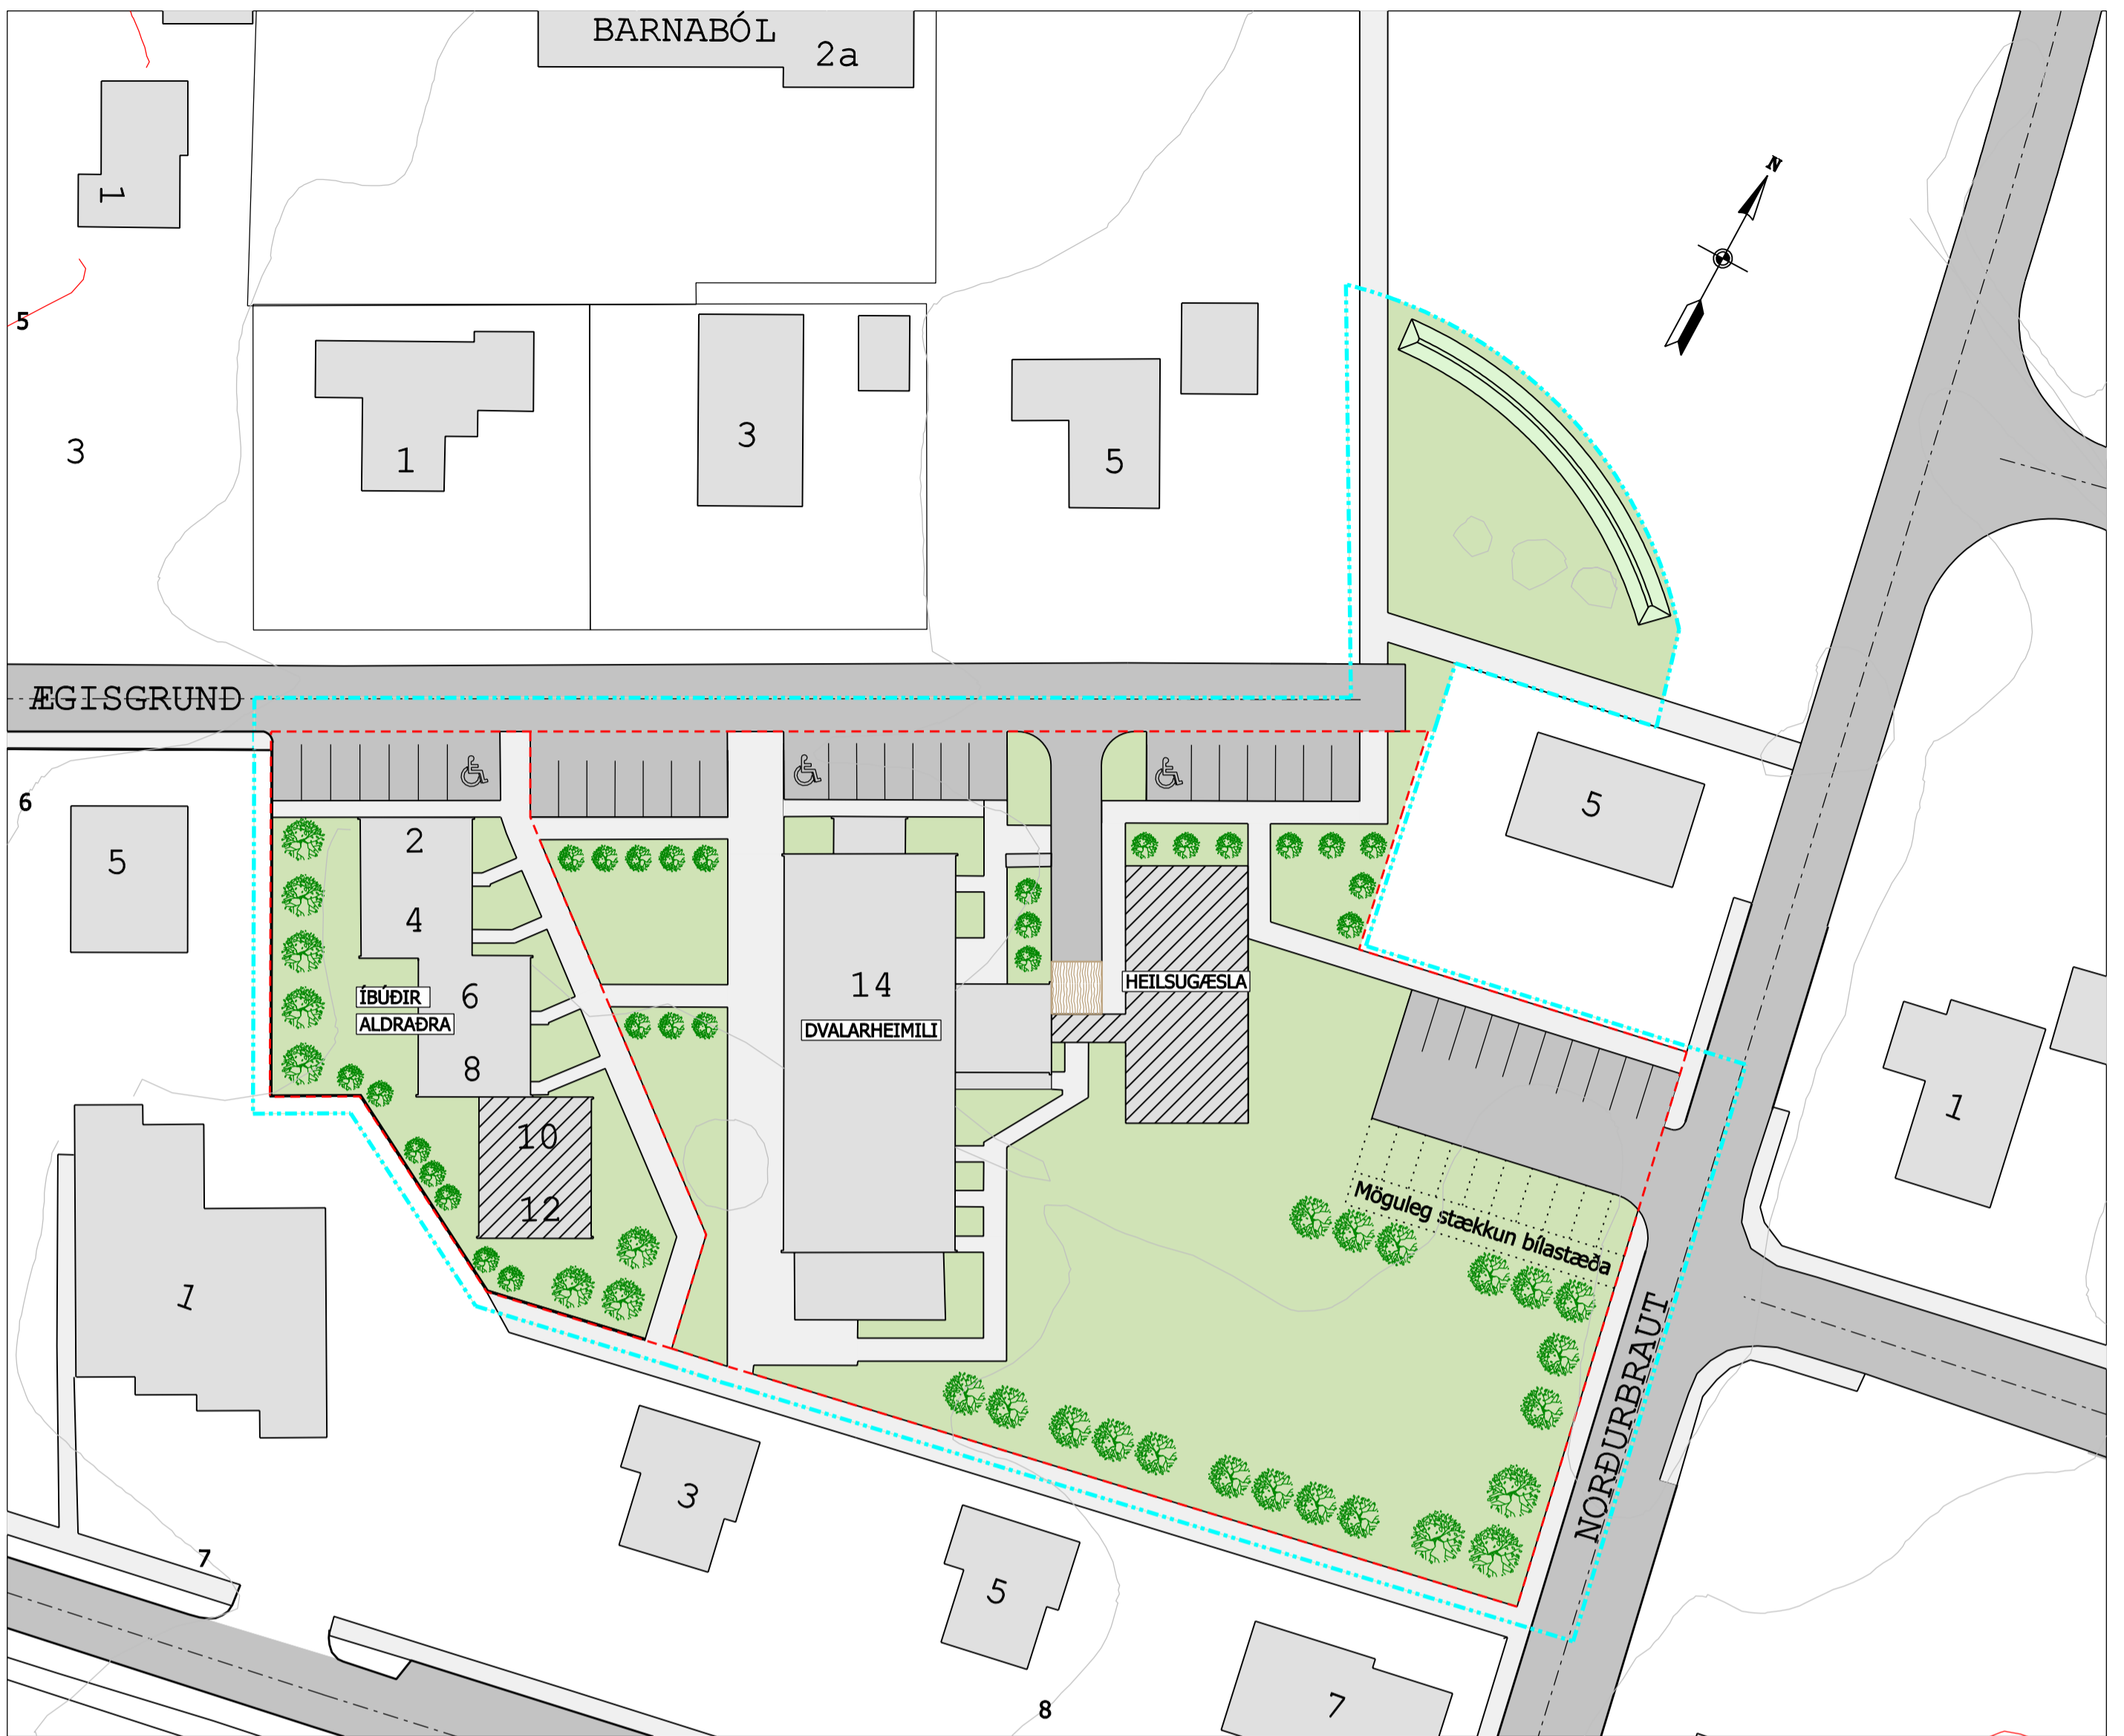 BARNABÓL
2a
1
N
5
3
1
3
5
ÆGISGRUND
6
5
2
4
6
8
ÍBÚÐIR
ALDRAÐRA
10
12
14
DVALARHEIMILI
HEILSUGÆSLA
5
1
Möguleg stækkun bílastæða
NORÐURBRAUT
1
3
5
7
7
8